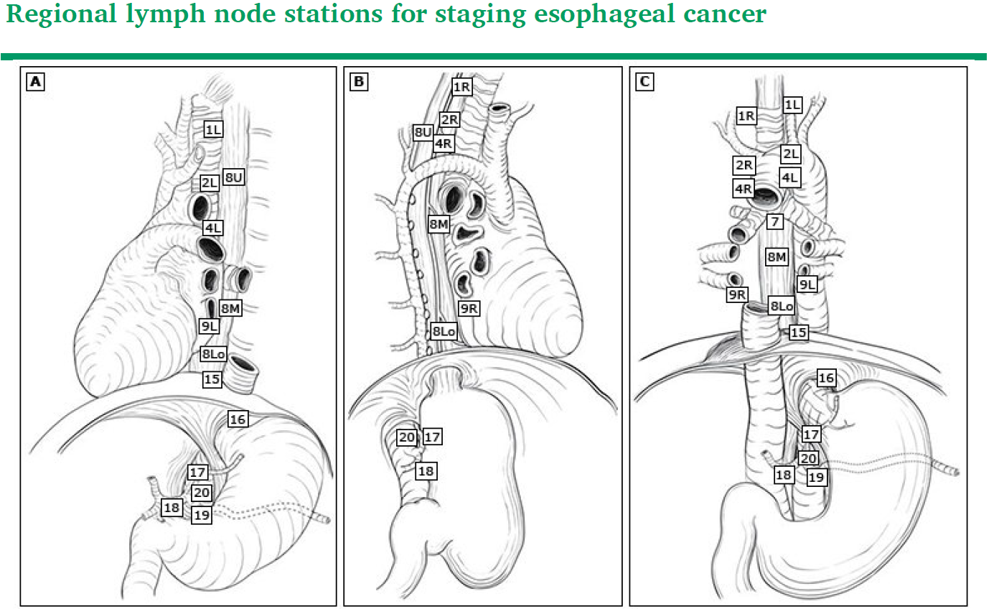 Regional lymph node stations for staging esophageal cancer
A
1L
8U
2L
4L
8M
9L
8Lo
15
16
17
20
18
19
B
1R
2R
8U
4R
8M
9R
8Lo
20
17
18
C
1L
1R
2L
2R
4L
4R
7
8M
9L
9R
8Lo
15
16
17
20
18
19